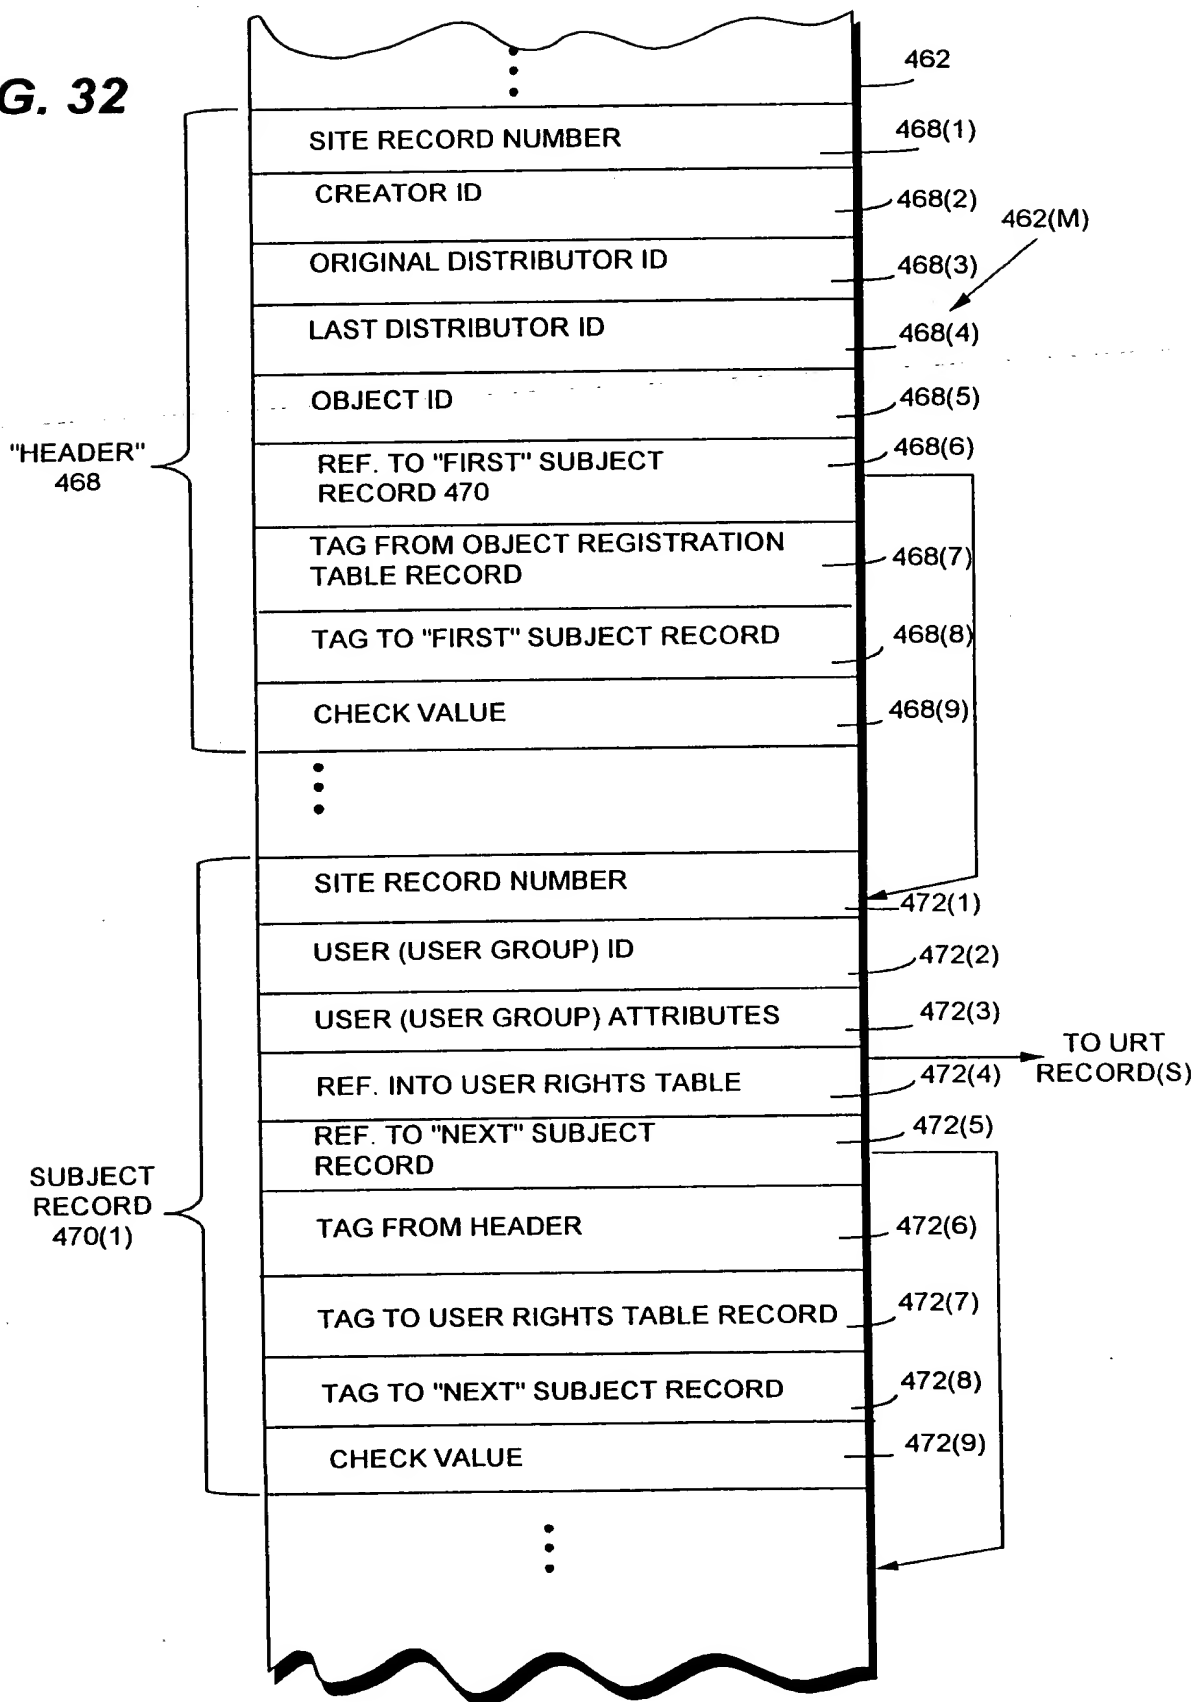 G. 32
462
SITE RECORD NUMBER
468(1)
CREATOR ID
468(2)
462(M)
ORIGINAL DISTRIBUTOR ID
468(3)
LAST DISTRIBUTOR ID
468(4)
OBJECT ID
468(5)
"HEADER"
468
REF. TO "FIRST" SUBJECT
RECORD 470
468(6)
TAG FROM OBJECT REGISTRATION
TABLE RECORD
468(7)
TAG TO "FIRST" SUBJECT RECORD
468(8)
CHECK VALUE
468(9)
SITE RECORD NUMBER
472(1)
USER (USER GROUP) ID
472(2)
USER (USER GROUP) ATTRIBUTES
472(3)
TO URT
RECORD(S)
REF. INTO USER RIGHTS TABLE
472(4)
REF. TO "NEXT" SUBJECT
RECORD
472(5)
SUBJECT
RECORD
470(1)
TAG FROM HEADER
472(6)
TAG TO USER RIGHTS TABLE RECORD
472(7)
TAG TO "NEXT" SUBJECT RECORD
472(8)
CHECK VALUE
472(9)